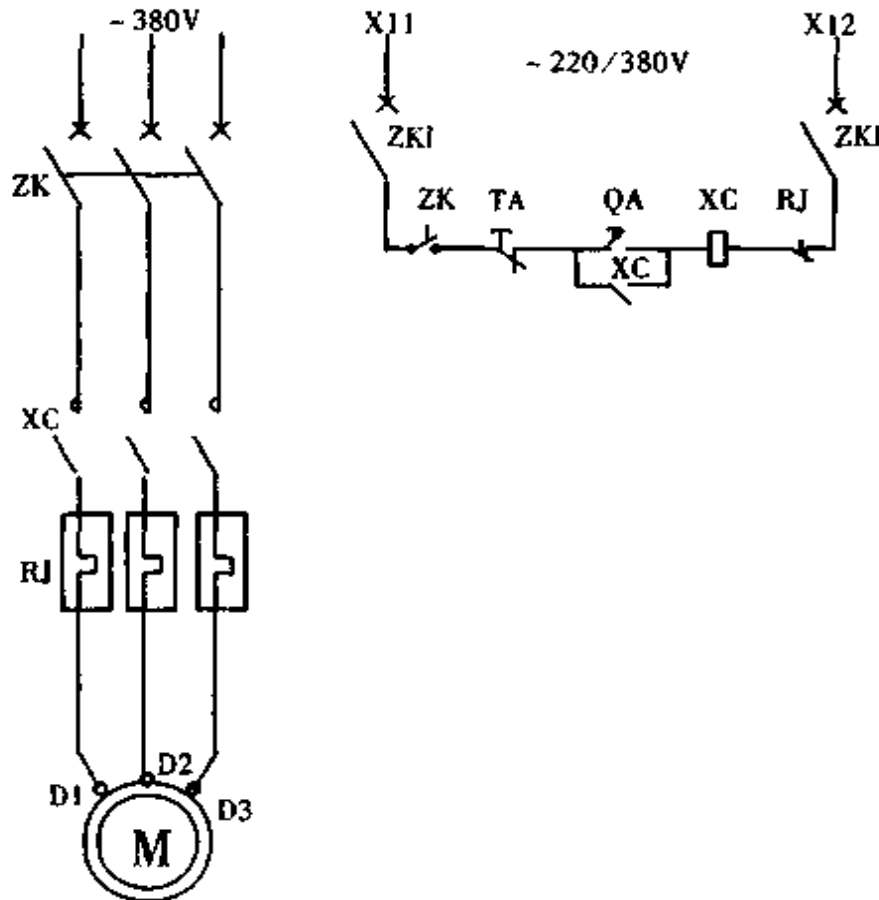 ~380V
X11
X12
~220/380V
ZK1
ZK1
ZK
ZK
TA
QA
XC
RJ
XC
XC
RJ
D1
D2
D3
M